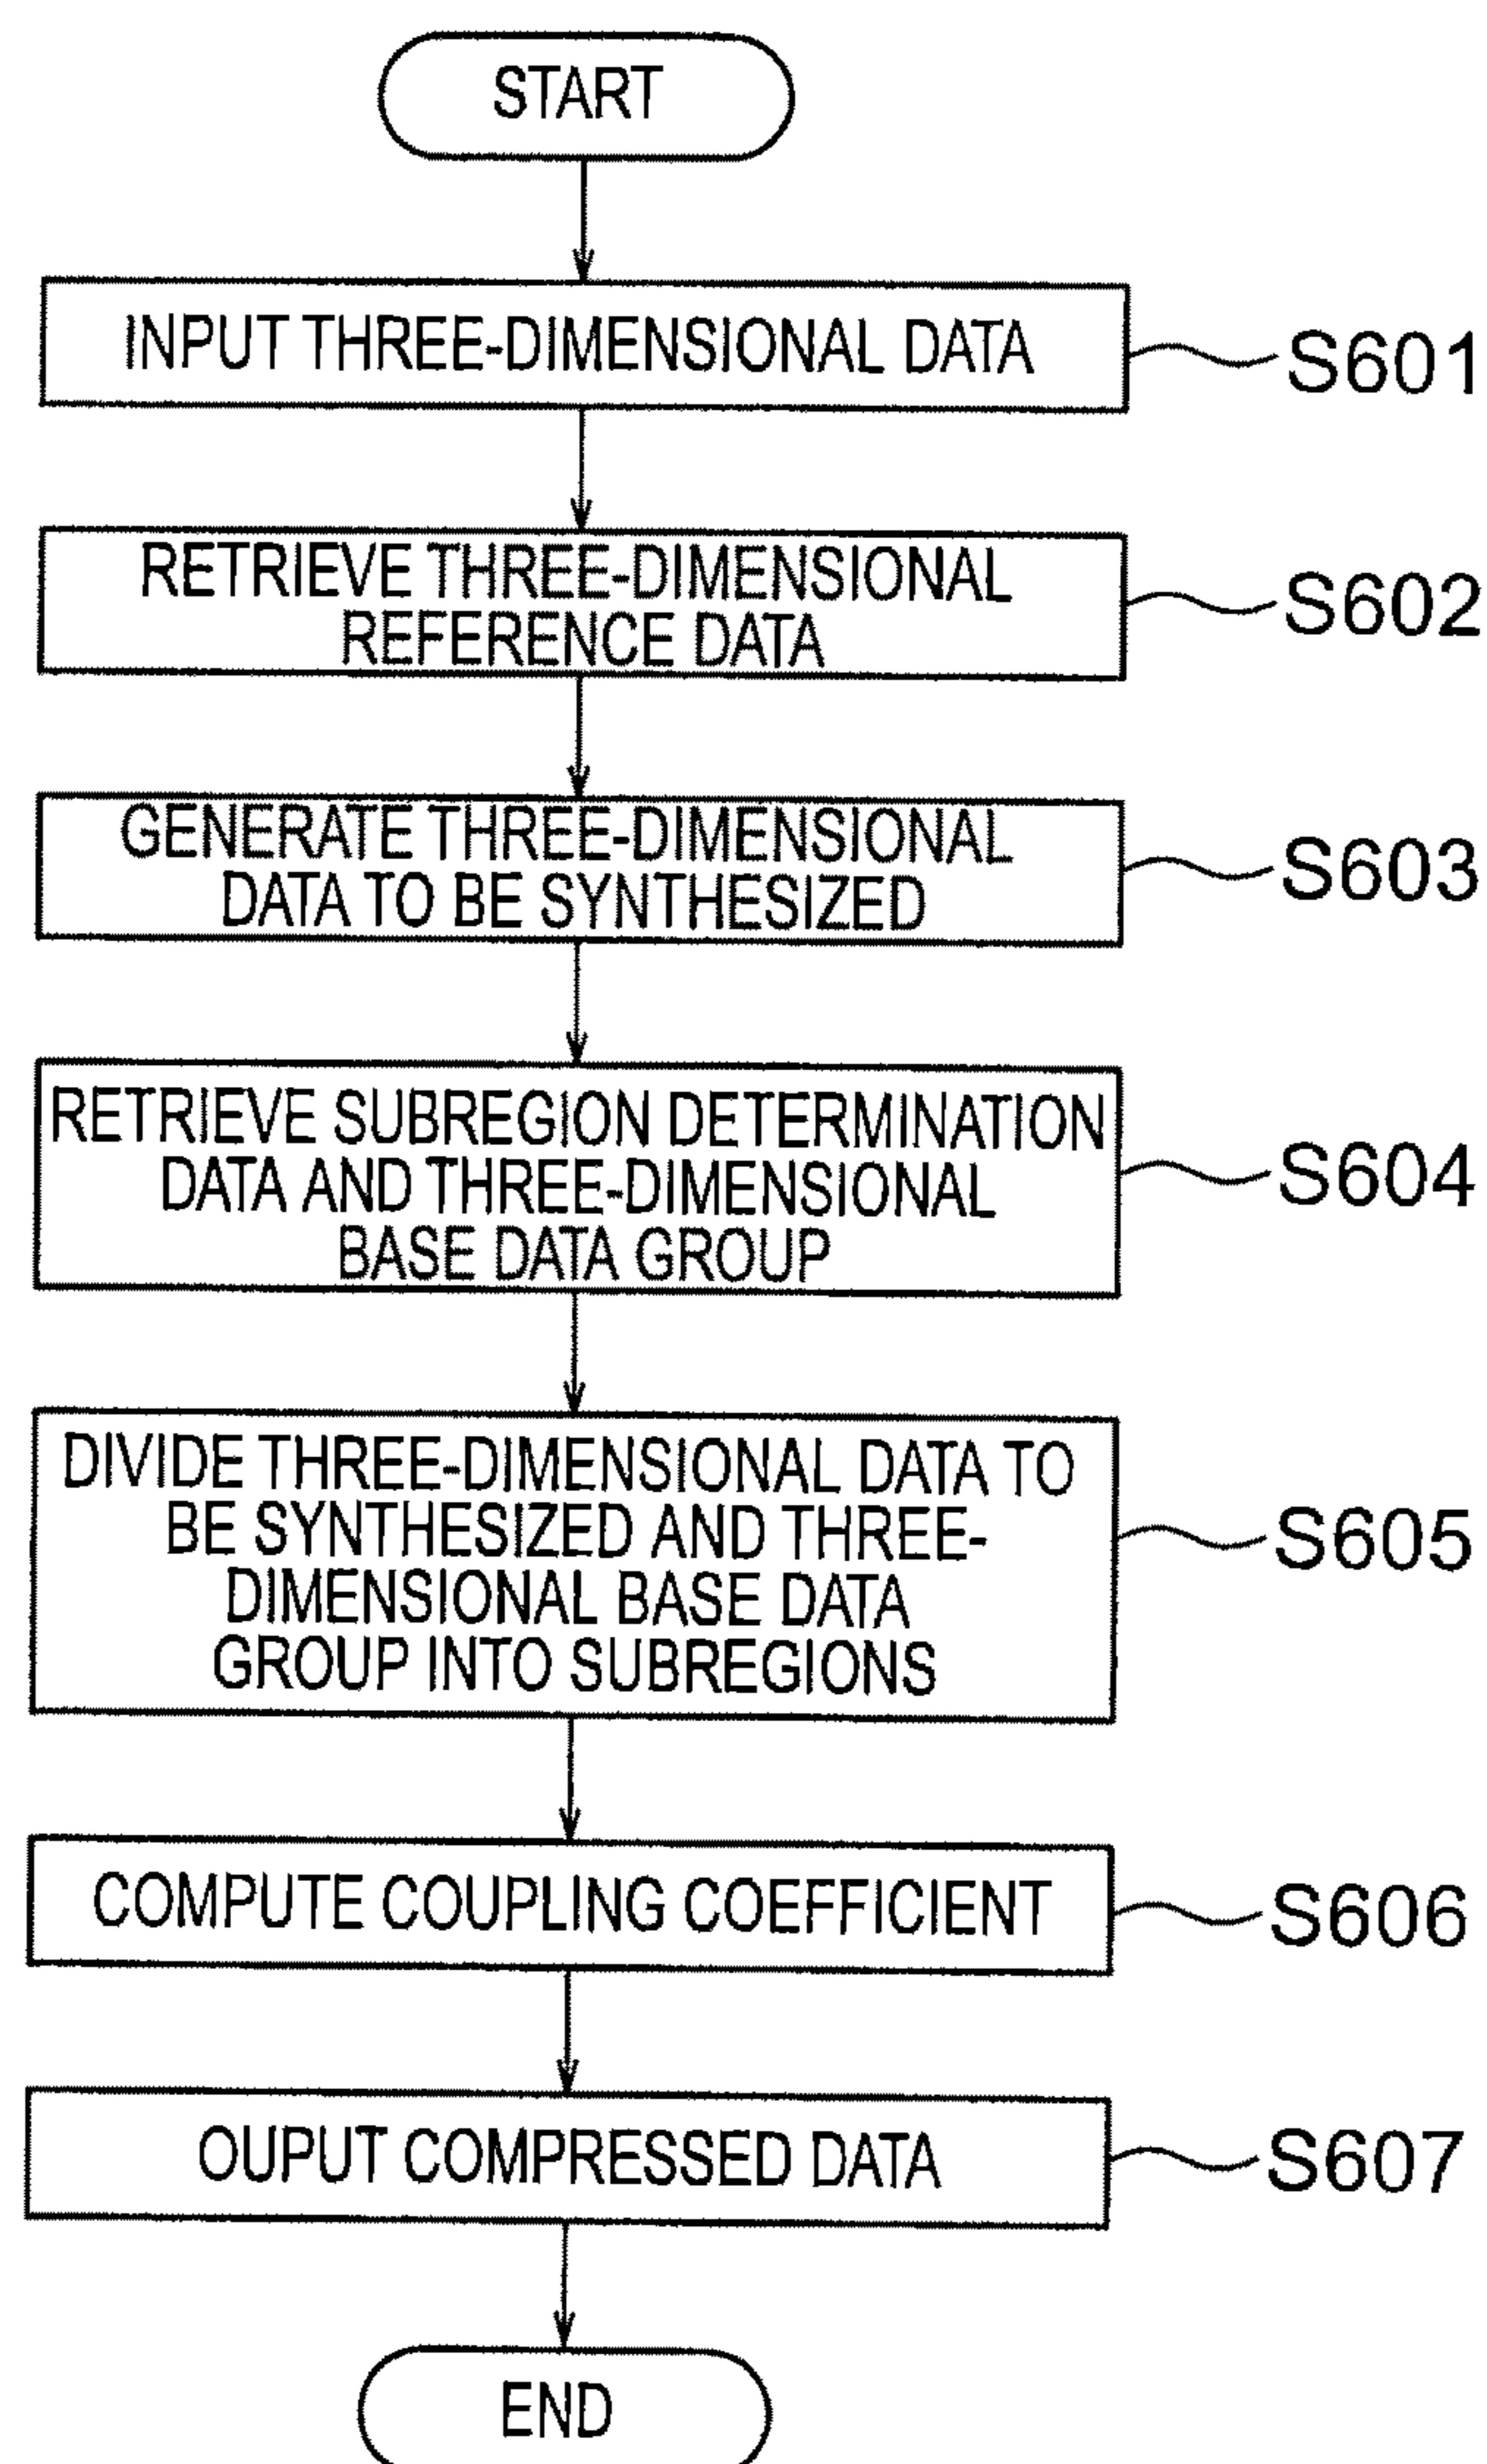 START
INPUT THREE-DIMENSIONAL DATA
S601
RETRIEVE THREE-DIMENSIONAL
REFERENCE DATA
S602
GENERATE THREE-DIMENSIONAL
DATA TO BE SYNTHESIZED
S603
RETRIEVE SUBREGION DETERMINATION
DATA AND THREE-DIMENSIONAL
BASE DATA GROUP
S604
DIVIDE THREE-DIMENSIONAL DATA TO
BE SYNTHESIZED AND THREE-
DIMENSIONAL BASE DATA
GROUP INTO SUBREGIONS
S605
COMPUTE COUPLING COEFFICIENT
S606
OUPUT COMPRESSED DATA
S607
END